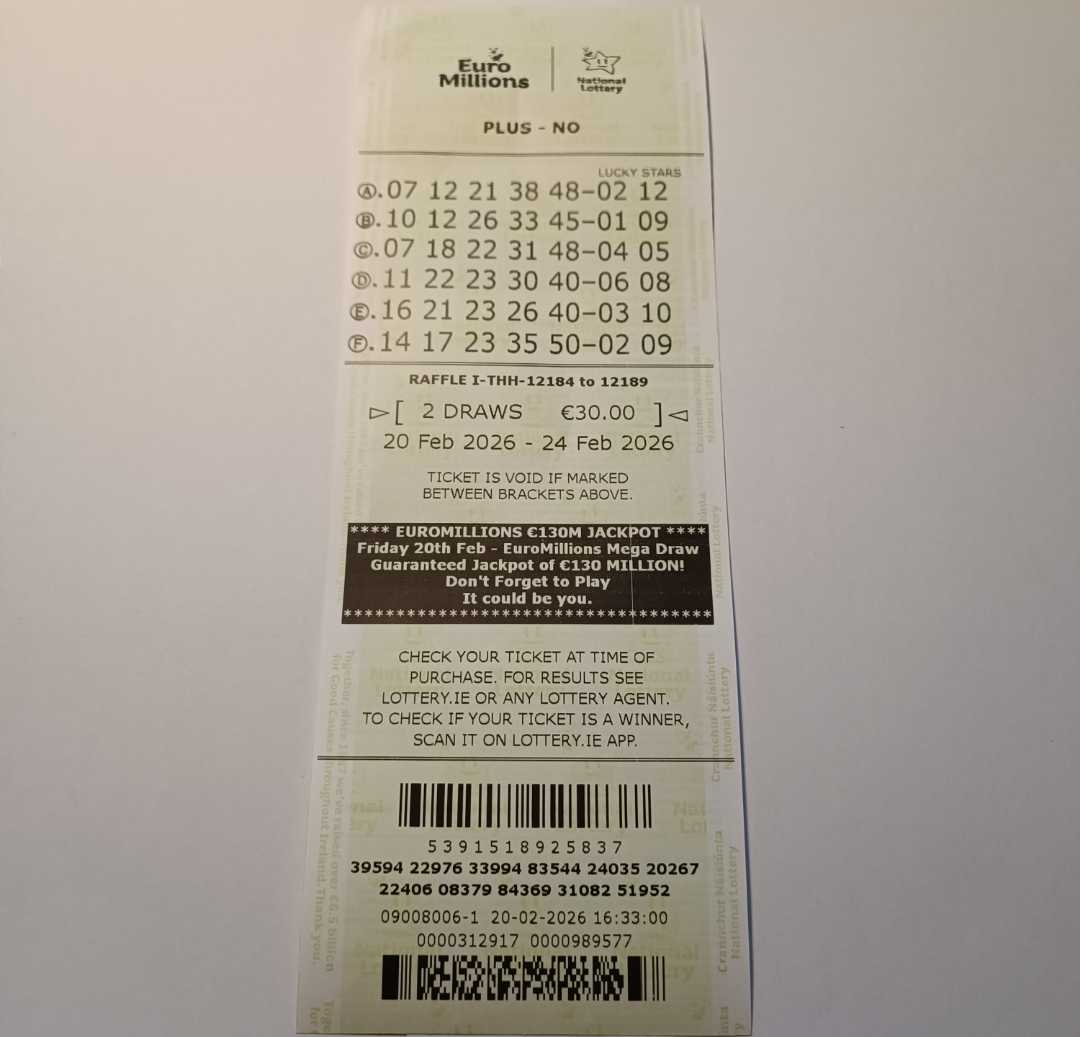 Euro
Millions
National
Lottery
PLUS - NO
LUCKY STARS
A. 07 12 21 38 48-02 12
B. 10 12 26 33 45-01 09
C. 07 18 22 31 48-04 05
D. 11 22 23 30 40-06 08
E. 16 21 23 26 40-03 10
F. 14 17 23 35 50-02 09
RAFFLE I-THH-12184 to 12189
[ 2 DRAWS €30.00 ]
20 Feb 2026 - 24 Feb 2026
TICKET IS VOID IF MARKED
BETWEEN BRACKETS ABOVE.
**** EUROMILLIONS €130M JACKPOT ****
Friday 20th Feb - EuroMillions Mega Draw
Guaranteed Jackpot of €130 MILLION!
Don't Forget to Play
It could be you.
***********************************
CHECK YOUR TICKET AT TIME OF
PURCHASE. FOR RESULTS SEE
LOTTERY.IE OR ANY LOTTERY AGENT.
TO CHECK IF YOUR TICKET IS A WINNER,
SCAN IT ON LOTTERY.IE APP.
5391518925837
39594 22976 33994 83544 24035 20267
22406 08379 84369 31082 51952
09008006-1 20-02-2026 16:33:00
0000312917 0000989577
Crannchur Náisiúnta
National Lottery